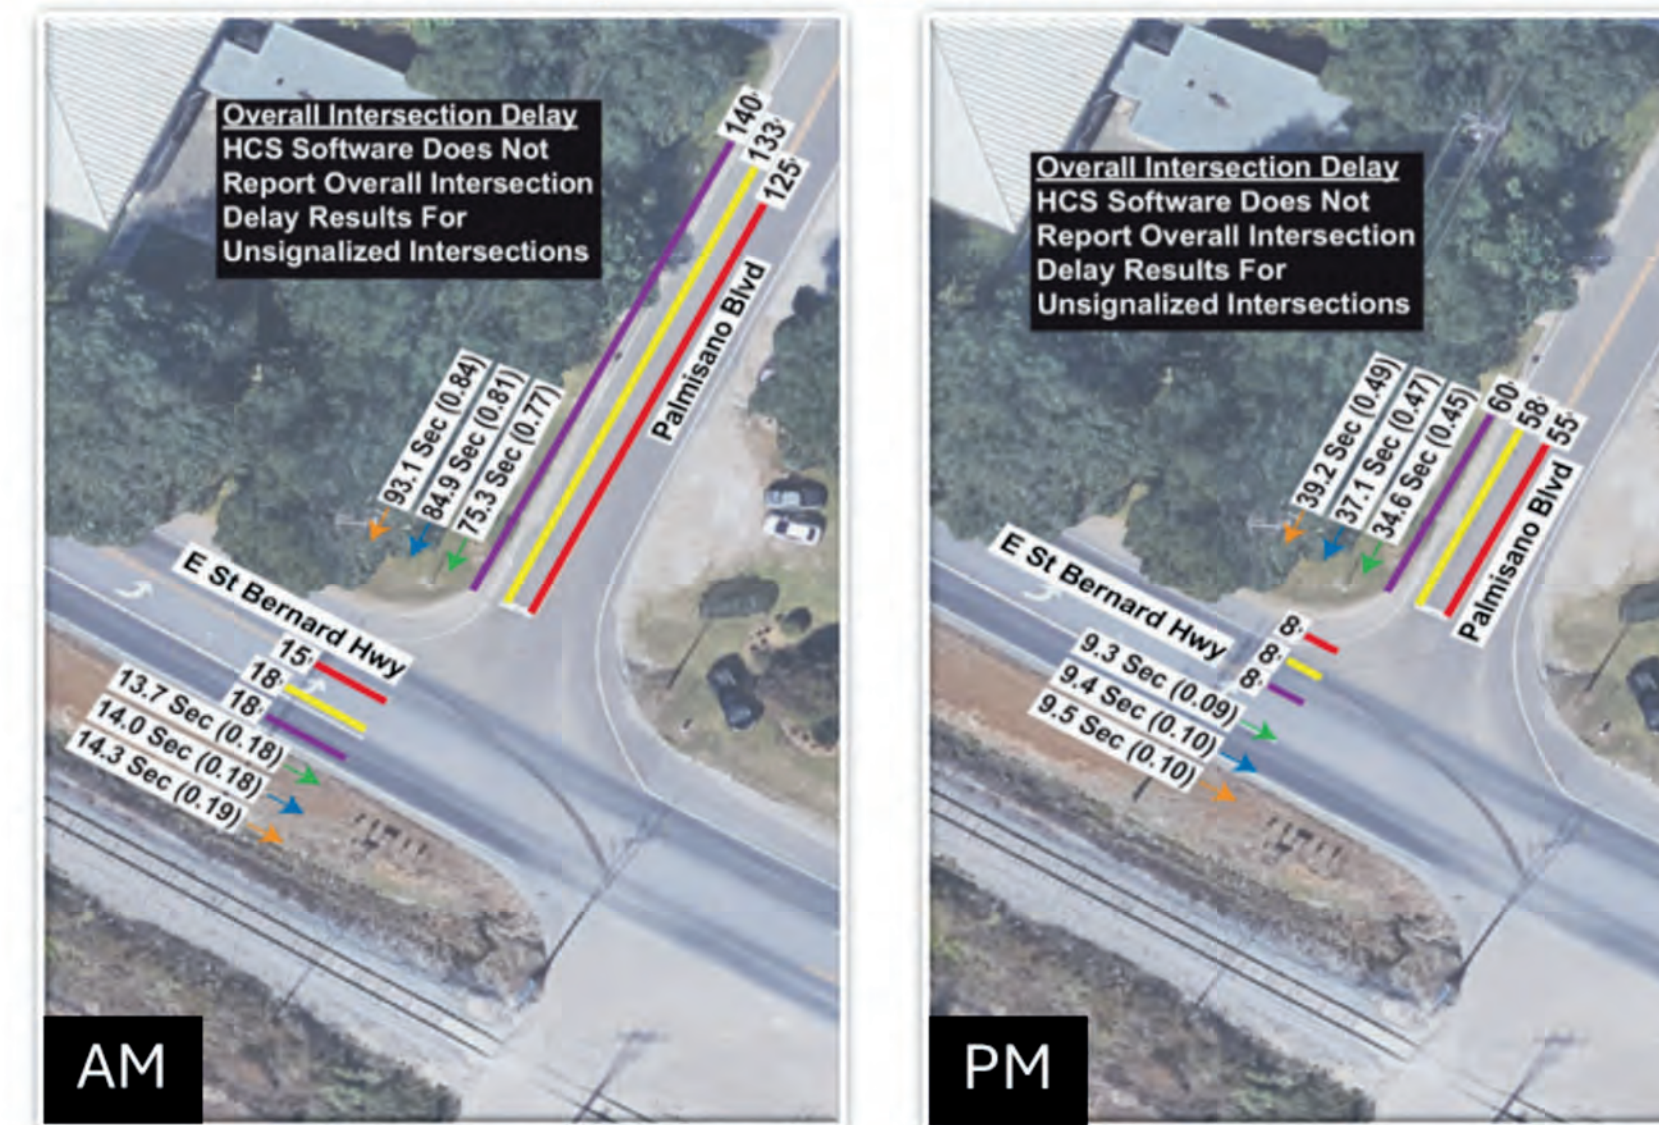 Overall Intersection Delay
HCS Software Does Not
Report Overall Intersection
Delay Results For
Unsignalized Intersections
140'
133'
125'
Palmisano Blvd
93.1 Sec (0.84)
84.9 Sec (0.81)
75.3 Sec (0.77)
E St Bernard Hwy
15'
18'
18'
13.7 Sec (0.18)
14.0 Sec (0.18)
14.3 Sec (0.19)
AM
Overall Intersection Delay
HCS Software Does Not
Report Overall Intersection
Delay Results For
Unsignalized Intersections
60'
58'
55'
Palmisano Blvd
39.2 Sec (0.49)
37.1 Sec (0.47)
34.6 Sec (0.45)
E St Bernard Hwy
8'
8'
8'
9.3 Sec (0.09)
9.4 Sec (0.10)
9.5 Sec (0.10)
PM